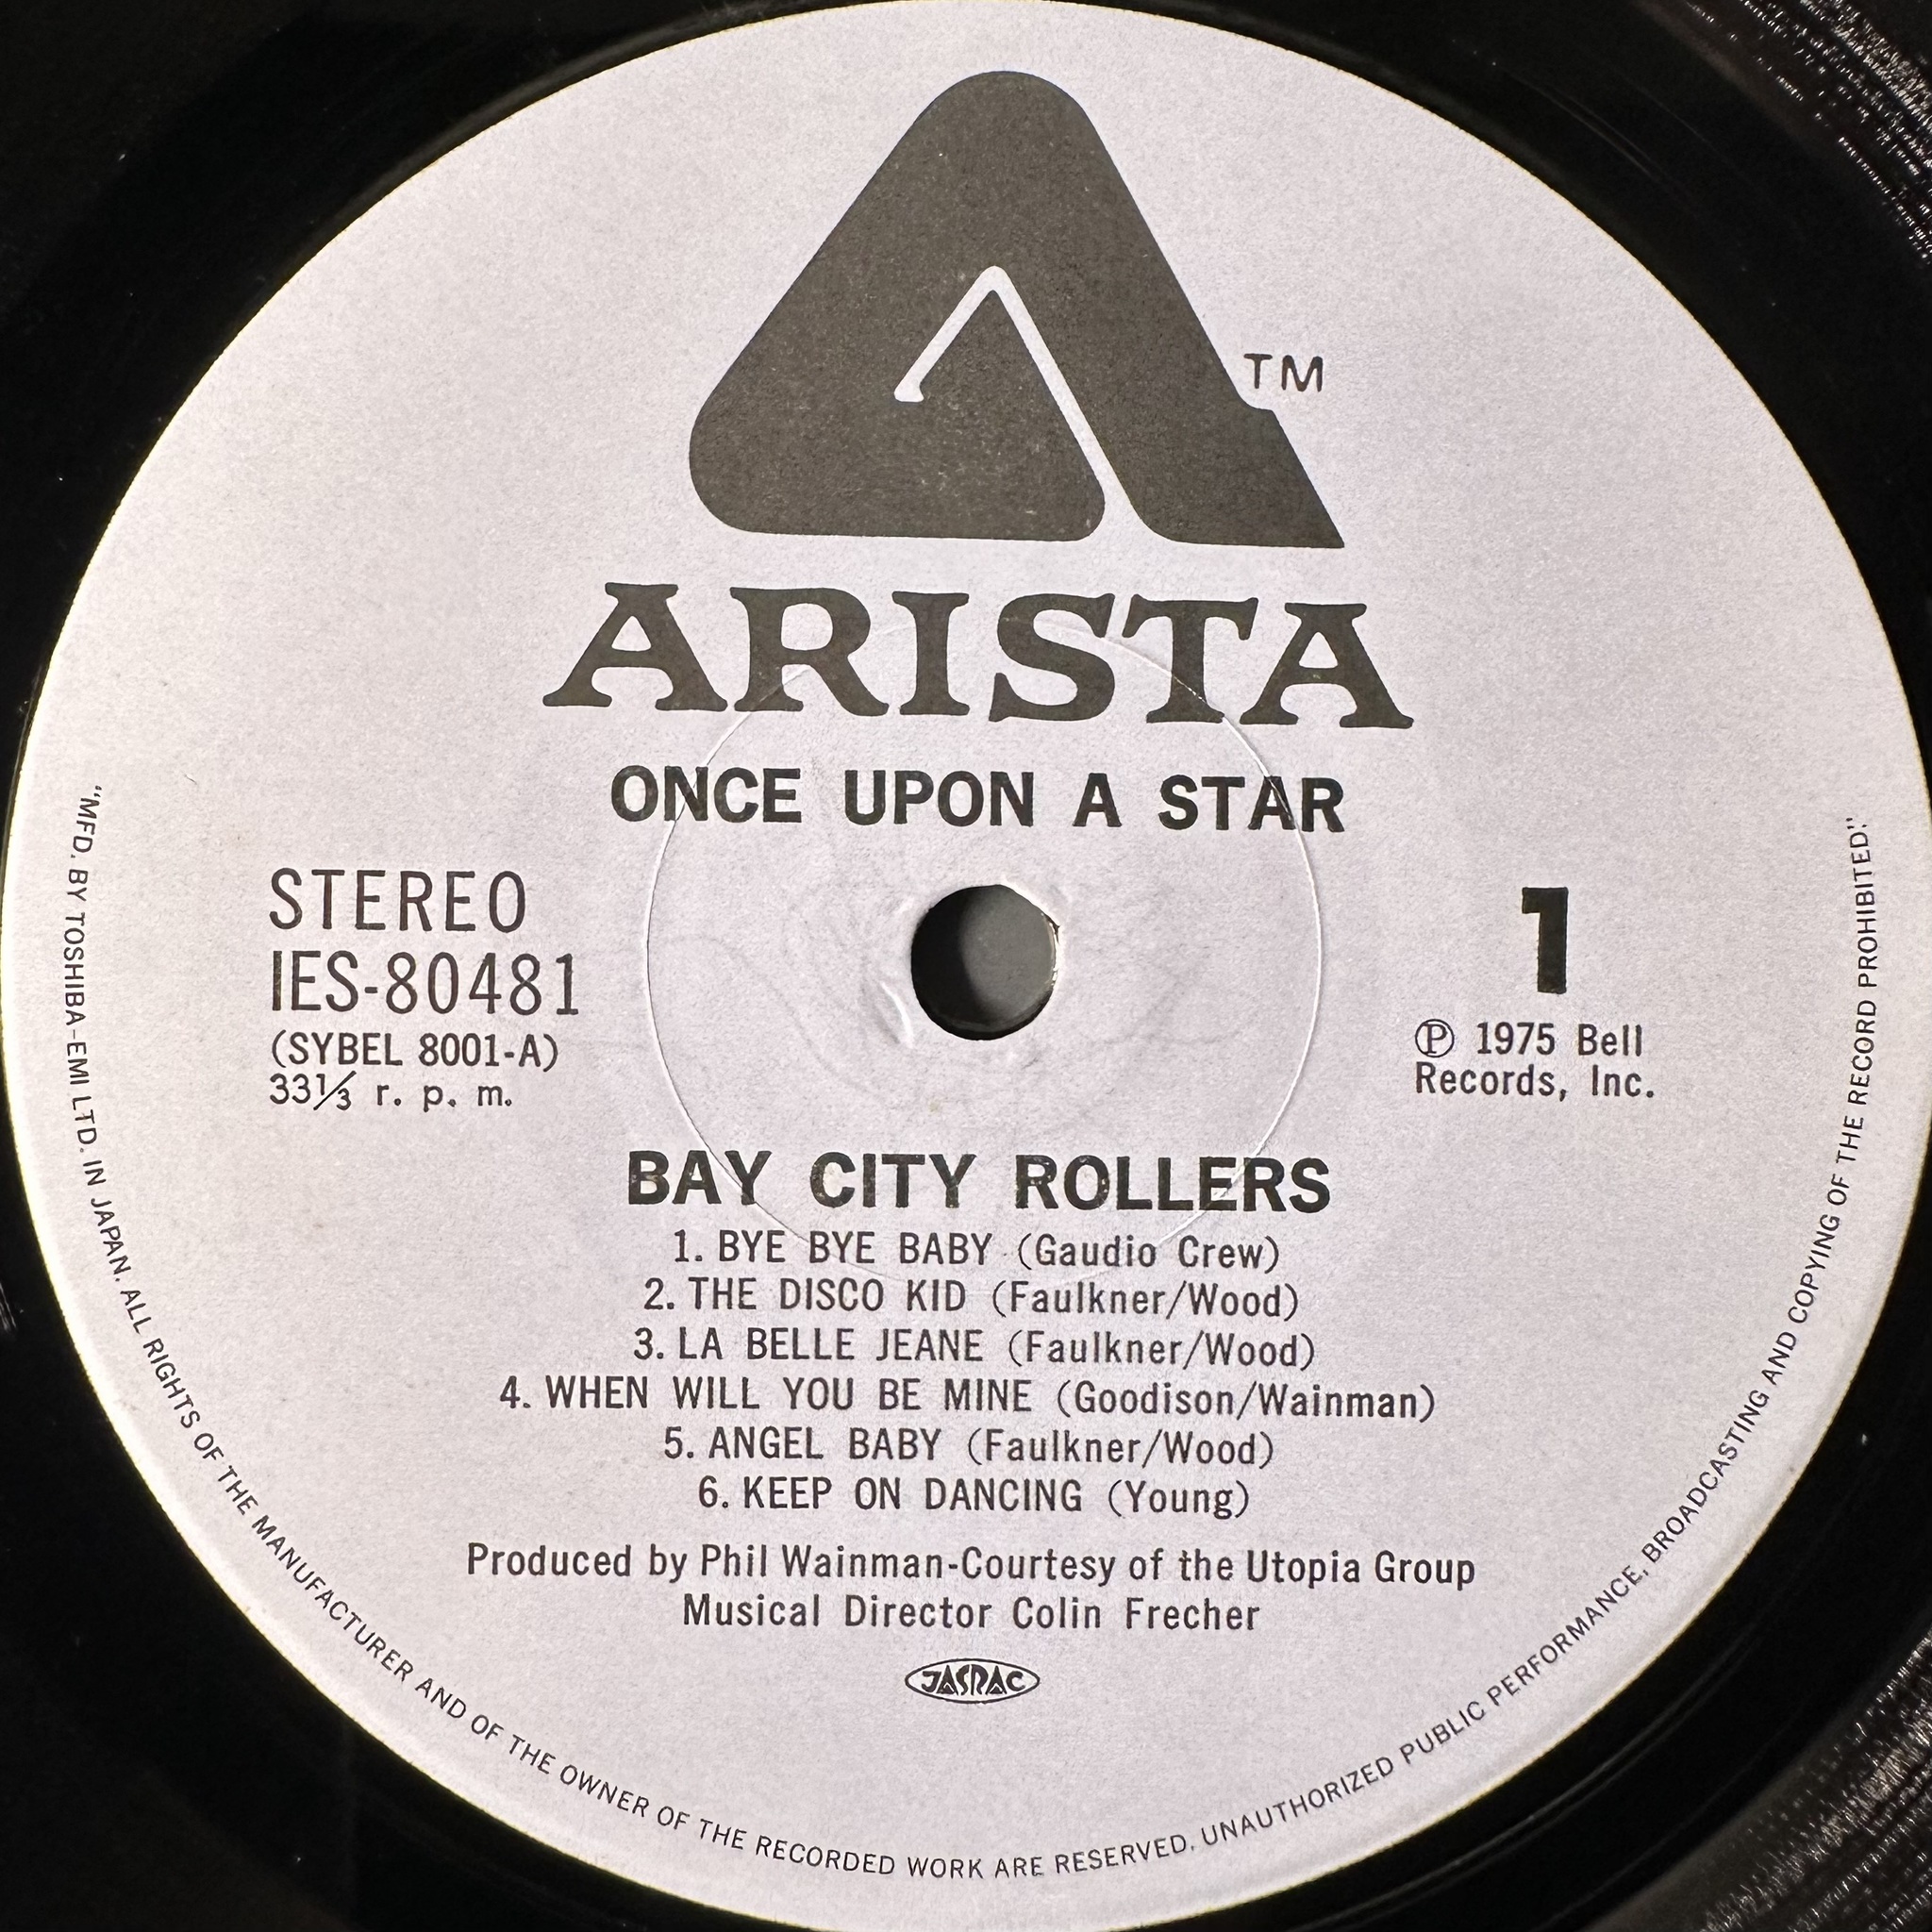 TM
ARISTA
ONCE UPON A STAR
STEREO
IES-80481
(SYBEL 8001-A)
33⅓ r. p. m.
1
Ⓟ 1975 Bell
Records, Inc.
BAY CITY ROLLERS
1. BYE BYE BABY (Gaudio Crew)
2. THE DISCO KID (Faulkner/Wood)
3. LA BELLE JEANE (Faulkner/Wood)
4. WHEN WILL YOU BE MINE (Goodison/Wainman)
5. ANGEL BABY (Faulkner/Wood)
6. KEEP ON DANCING (Young)
Produced by Phil Wainman-Courtesy of the Utopia Group
Musical Director Colin Frecher
JASRAC
"MFD. BY TOSHIBA-EMI LTD. IN JAPAN. ALL RIGHTS OF THE MANUFACTURER AND OF THE OWNER OF THE RECORDED WORK ARE RESERVED. UNAUTHORIZED PUBLIC PERFORMANCE, BROADCASTING AND COPYING OF THE RECORD PROHIBITED."